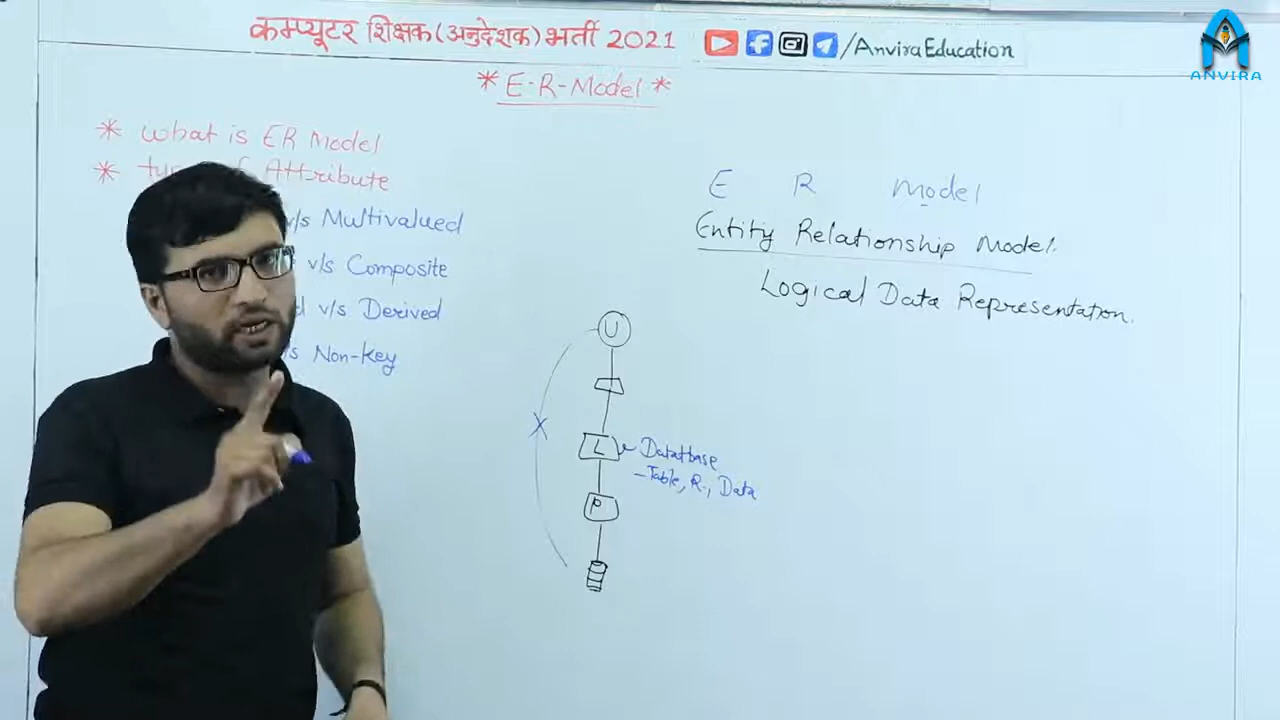 कम्प्यूटर शिक्षक (अनुदेशक) भर्ती 2021
/AnviraEducation
ANVIRA
* E-R-Model *
* What is ER Model
* Attribute
v/s Multivalued
v/s Composite
d v/s Derived
Non-key
E R Model
Entity Relationship Model.
Logical Data Representation.
U
L
Datatbase
-Table, R., Data
P
X